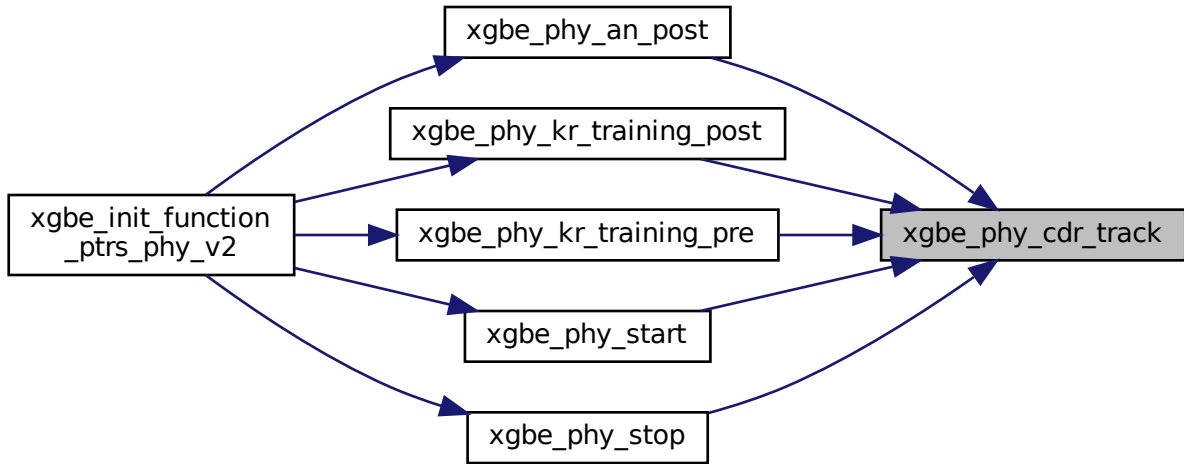 xgbe_phy_an_post
xgbe_phy_kr_training_post
xgbe_init_function
_ptrs_phy_v2
xgbe_phy_kr_training_pre
xgbe_phy_cdr_track
xgbe_phy_start
xgbe_phy_stop